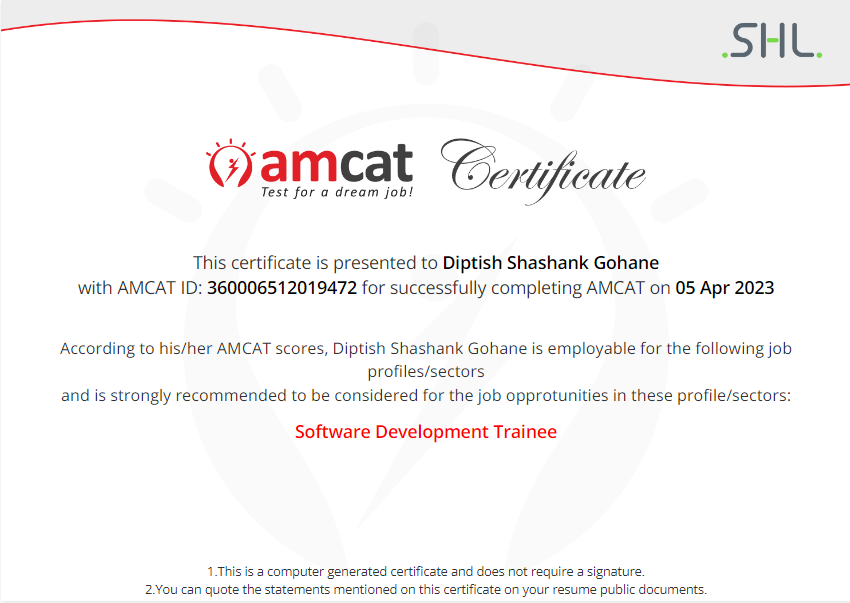 .SHL.
amcat Certificate
Test for a dream job!
This certificate is presented to Diptish Shashank Gohane
with AMCAT ID: 360006512019472 for successfully completing AMCAT on 05 Apr 2023
According to his/her AMCAT scores, Diptish Shashank Gohane is employable for the following job
profiles/sectors
and is strongly recommended to be considered for the job opprotunities in these profile/sectors:
Software Development Trainee
1.This is a computer generated certificate and does not require a signature.
2.You can quote the statements mentioned on this certificate on your resume public documents.